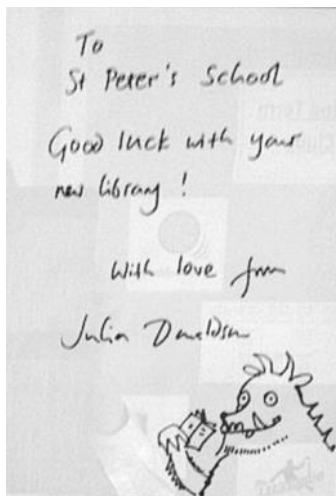 To
St Peter's School
Good luck with your
new library!
With love from
Julia Donaldson